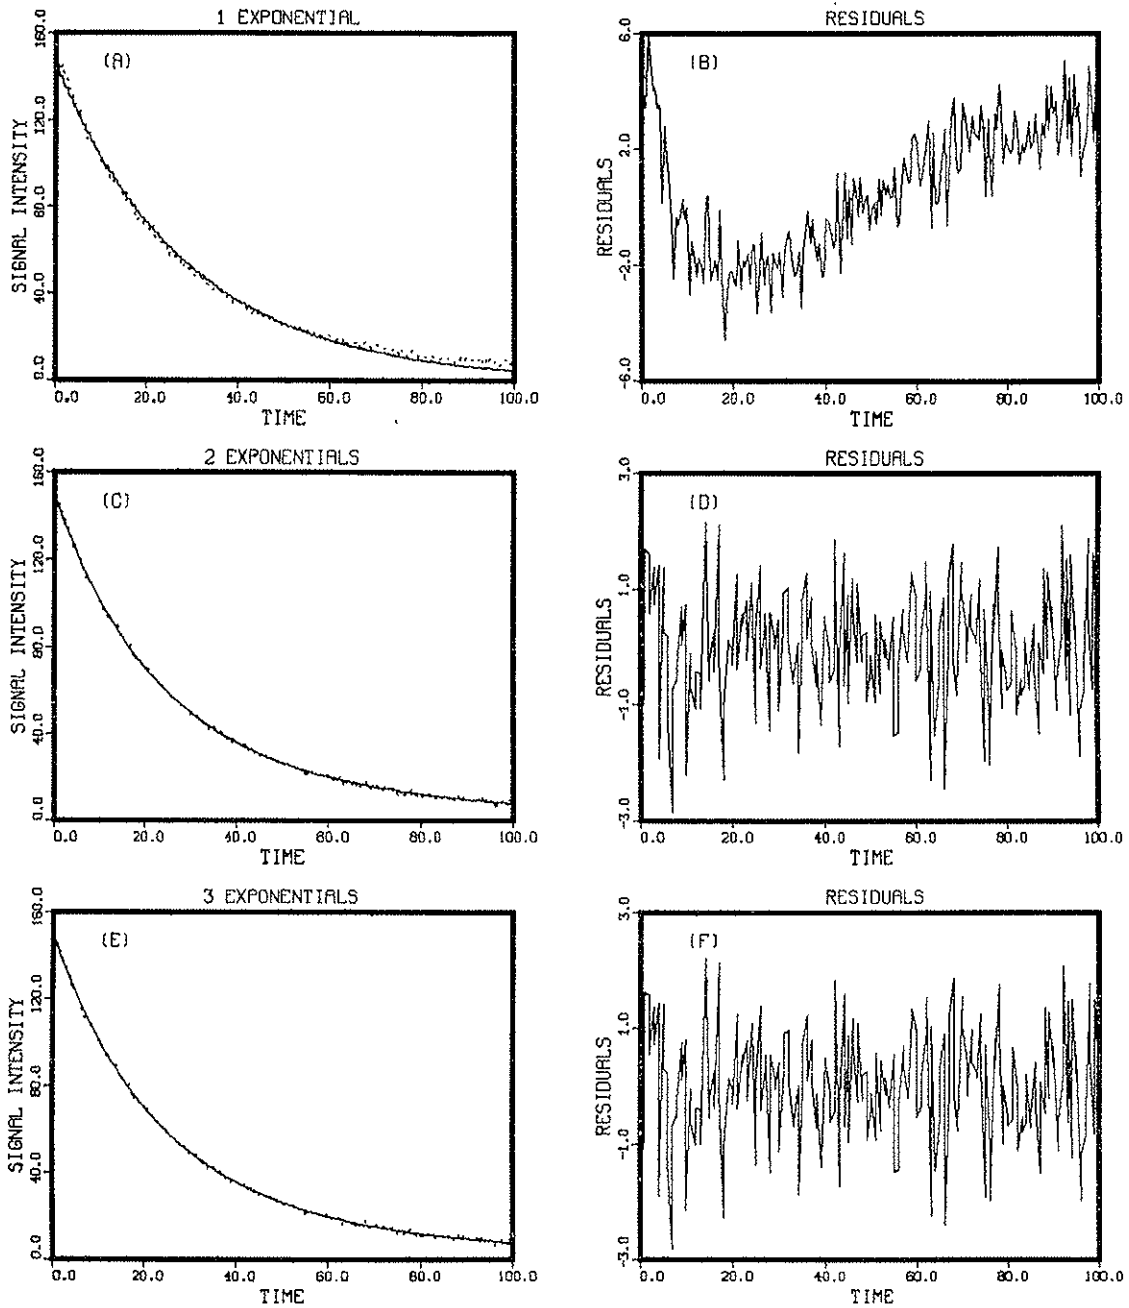 1 EXPONENTIAL
(A)
SIGNAL INTENSITY
160.0
120.0
80.0
40.0
0.0
0.0 20.0 40.0 60.0 80.0 100.0
TIME
RESIDUALS
(B)
RESIDUALS
6.0
2.0
-2.0
-6.0
0.0 20.0 40.0 60.0 80.0 100.0
TIME
2 EXPONENTIALS
(C)
SIGNAL INTENSITY
160.0
120.0
80.0
40.0
0.0
0.0 20.0 40.0 60.0 80.0 100.0
TIME
RESIDUALS
(D)
RESIDUALS
3.0
1.0
-1.0
-3.0
0.0 20.0 40.0 60.0 80.0 100.0
TIME
3 EXPONENTIALS
(E)
SIGNAL INTENSITY
160.0
120.0
80.0
40.0
0.0
0.0 20.0 40.0 60.0 80.0 100.0
TIME
RESIDUALS
(F)
RESIDUALS
3.0
1.0
-1.0
-3.0
0.0 20.0 40.0 60.0 80.0 100.0
TIME